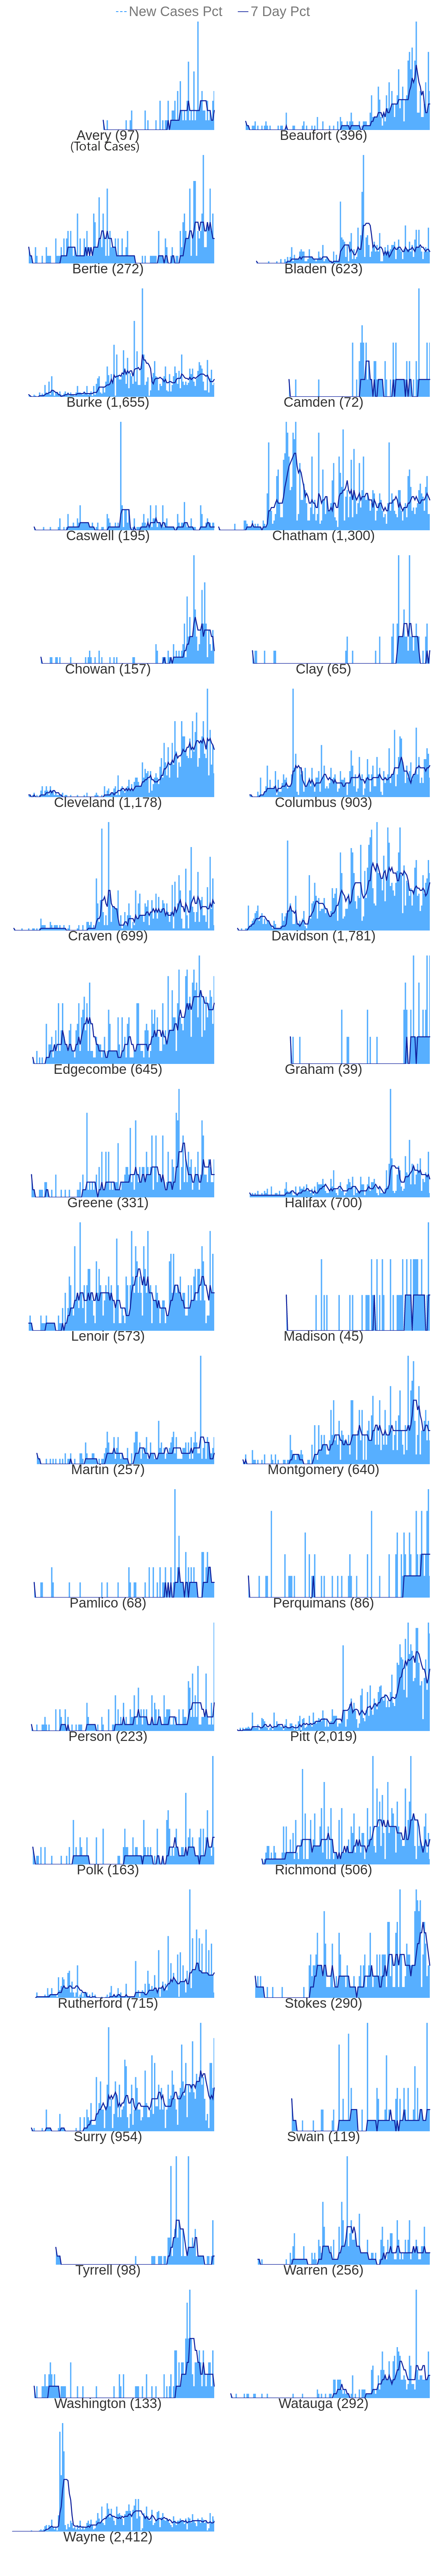 New Cases Pct 7 Day Pct
Avery (97) Beaufort (396)
(Total Cases)
Bertie (272) Bladen (623)
Burke (1,655) Camden (72)
Caswell (195) Chatham (1,300)
Chowan (157) Clay (65)
Cleveland (1,178) Columbus (903)
Craven (699) Davidson (1,781)
Edgecombe (645) Graham (39)
Greene (331) Halifax (700)
Lenoir (573) Madison (45)
Martin (257) Montgomery (640)
Pamlico (68) Perquimans (86)
Person (223) Pitt (2,019)
Polk (163) Richmond (506)
Rutherford (715) Stokes (290)
Surry (954) Swain (119)
Tyrrell (98) Warren (256)
Washington (133) Watauga (292)
Wayne (2,412)